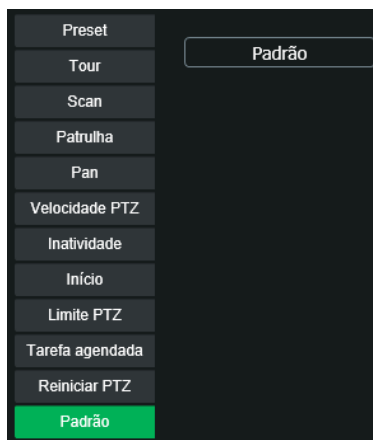 Preset
Padrão
Tour
Scan
Patrulha
Pan
Velocidade PTZ
Inatividade
Início
Limite PTZ
Tarefa agendada
Reiniciar PTZ
Padrão